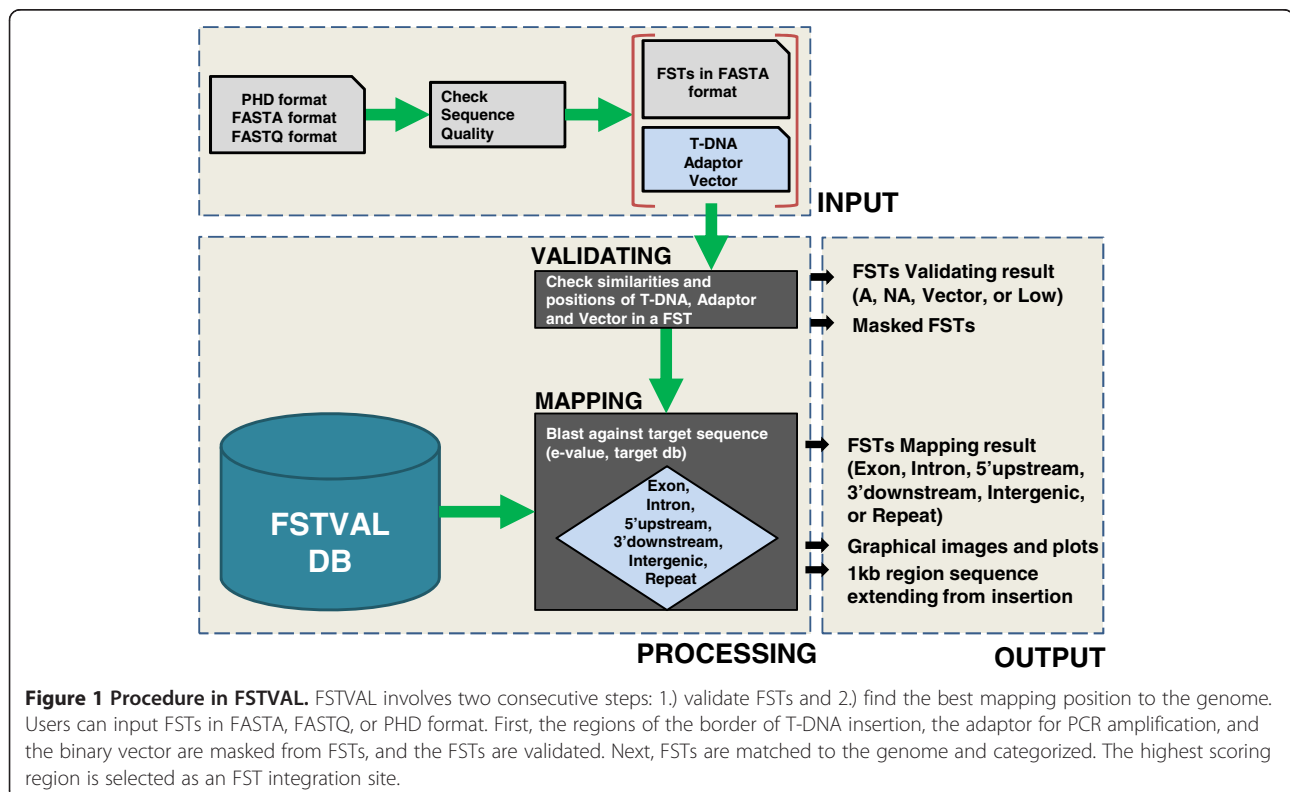 PHD format
FASTA format
FASTQ format
Check
Sequence
Quality
FSTs in FASTA
format
T-DNA
Adaptor
Vector
INPUT
VALIDATING
Check similarities and
positions of T-DNA, Adaptor
and Vector in a FST
FSTs Validating result
(A, NA, Vector, or Low)
Masked FSTs
MAPPING
Blast against target sequence
(e-value, target db)
Exon,
Intron,
5'upstream,
3'downstream,
Intergenic,
Repeat
FSTVAL
DB
FSTs Mapping result
(Exon, Intron, 5'upstream,
3'downstream, Intergenic,
or Repeat)
Graphical images and plots
1kb region sequence
extending from insertion
PROCESSING
OUTPUT
Figure 1 Procedure in FSTVAL. FSTVAL involves two consecutive steps: 1.) validate FSTs and 2.) find the best mapping position to the genome.
Users can input FSTs in FASTA, FASTQ, or PHD format. First, the regions of the border of T-DNA insertion, the adaptor for PCR amplification, and
the binary vector are masked from FSTs, and the FSTs are validated. Next, FSTs are matched to the genome and categorized. The highest scoring
region is selected as an FST integration site.